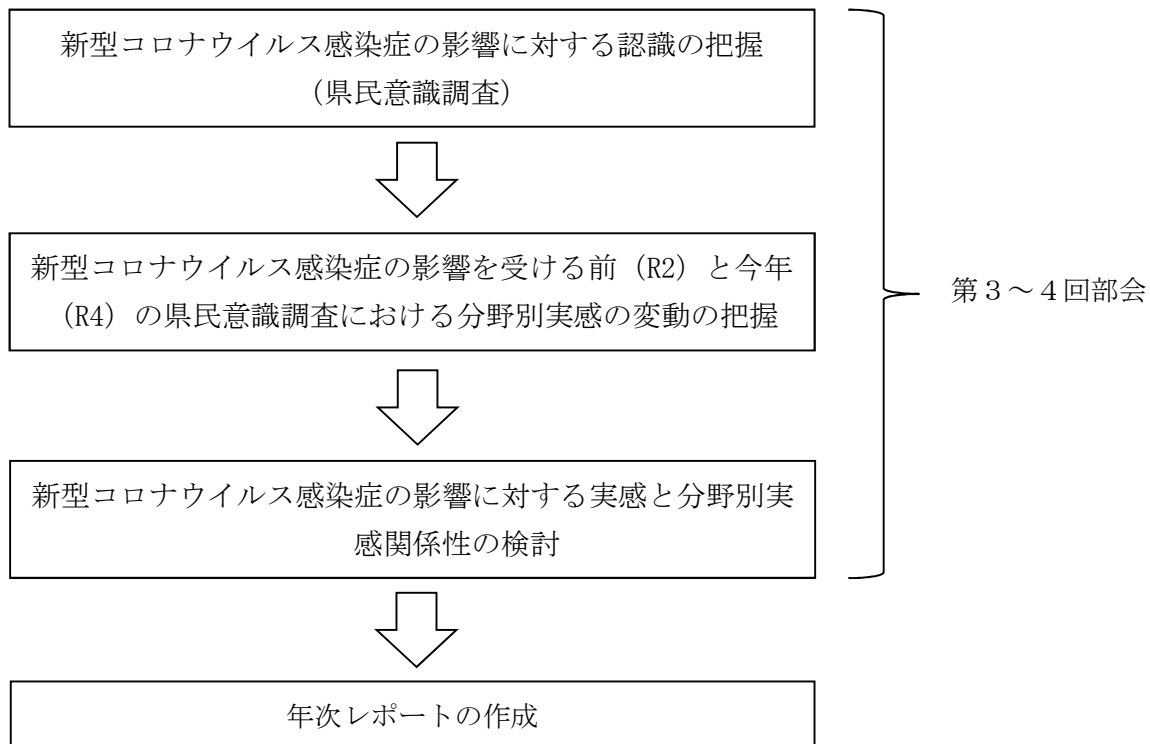 新型コロナウイルス感染症の影響に対する認識の把握
（県民意識調査）
新型コロナウイルス感染症の影響を受ける前（R2）と今年
（R4）の県民意識調査における分野別実感の変動の把握
第３～４回部会
新型コロナウイルス感染症の影響に対する実感と分野別実
感関係性の検討
年次レポートの作成